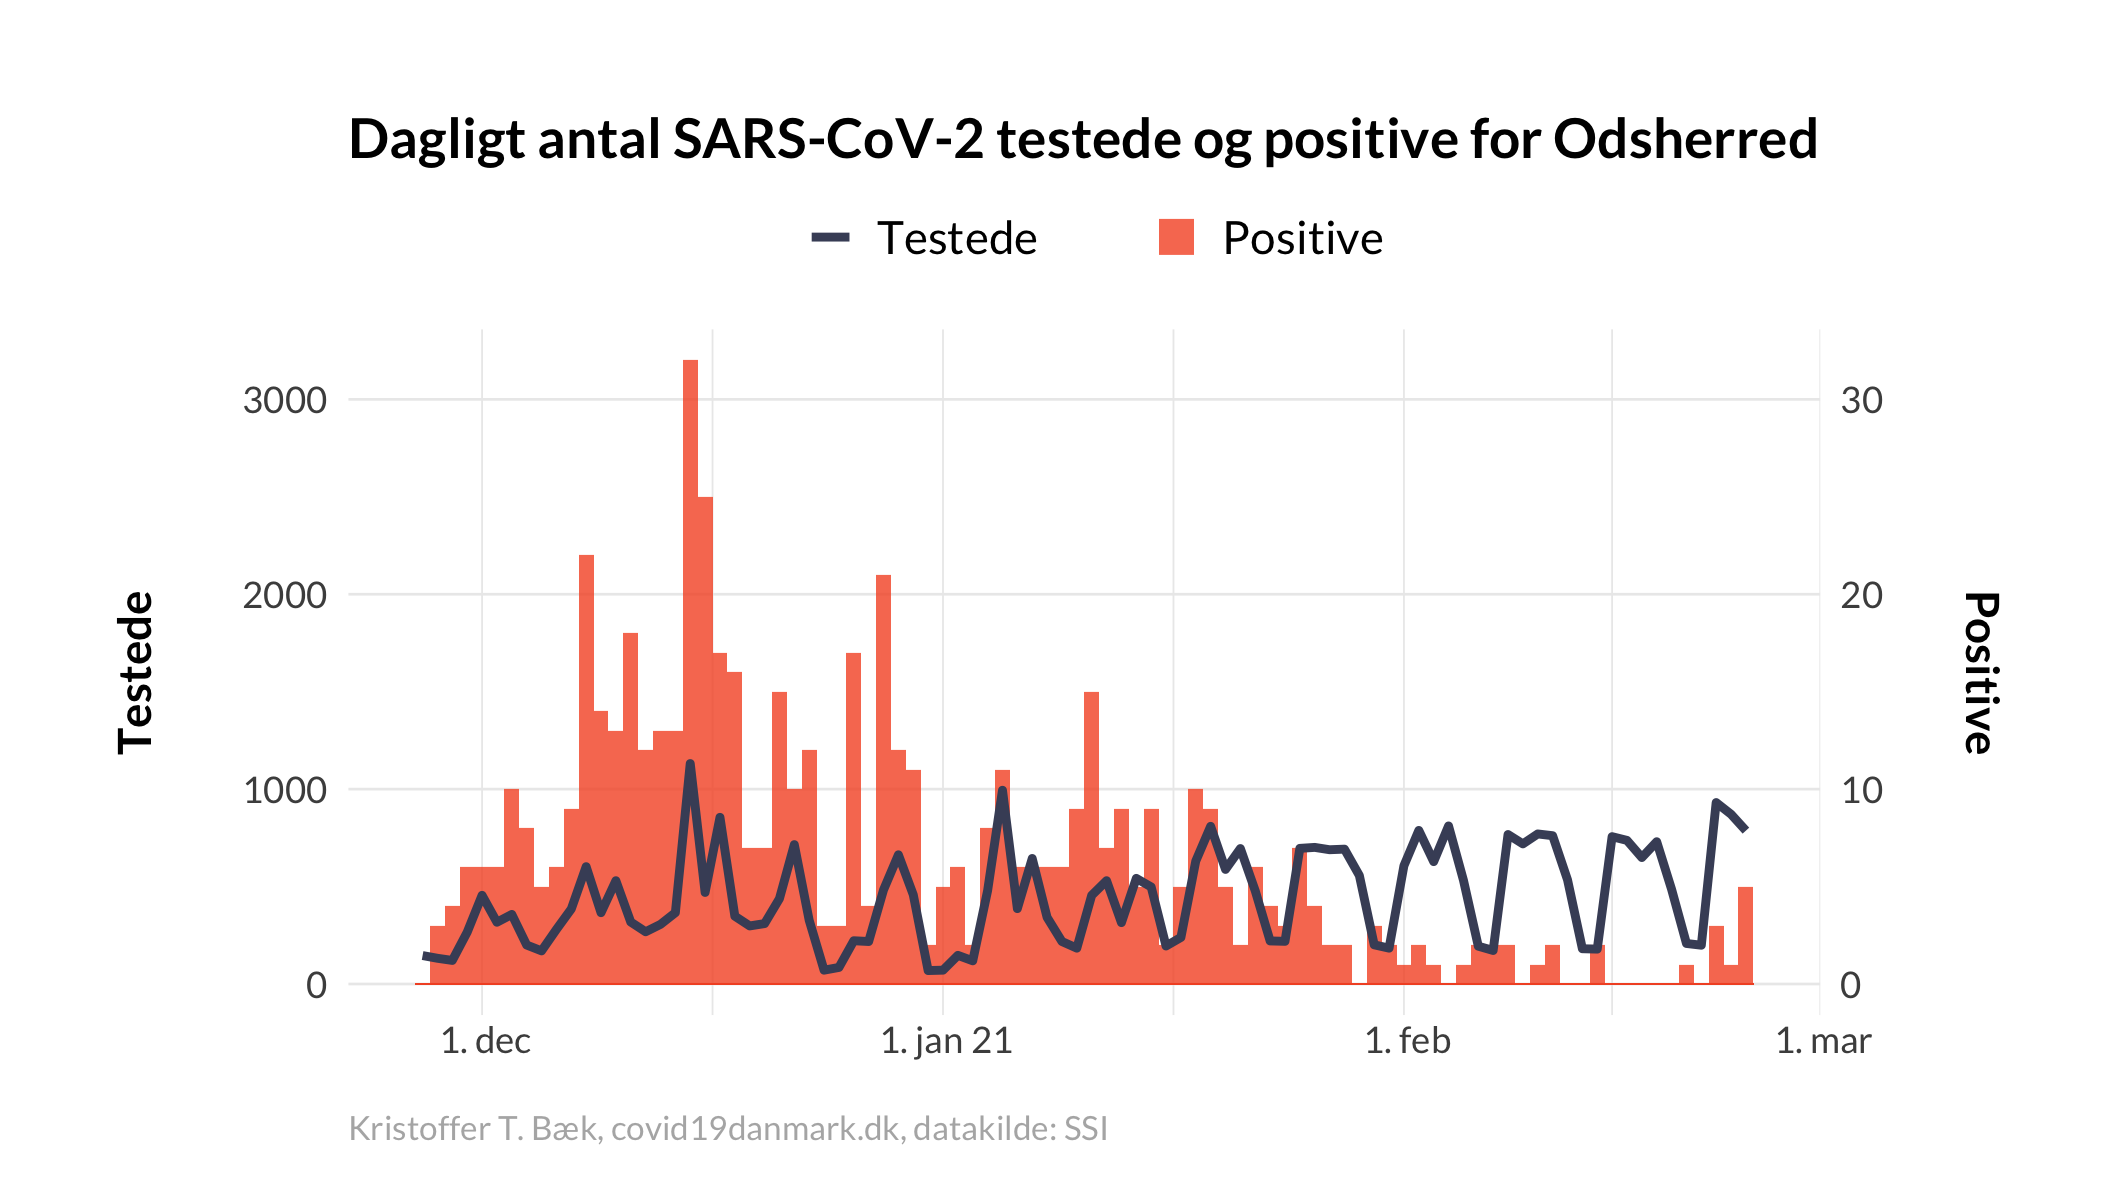 Dagligt antal SARS-CoV-2 testede og positive for Odsherred
Testede
Positive
Testede
3000
2000
1000
0
30
20
10
0
Positive
1. dec
1. jan 21
1. feb
1. mar
Kristoffer T. Bæk, covid19danmark.dk, datakilde: SSI